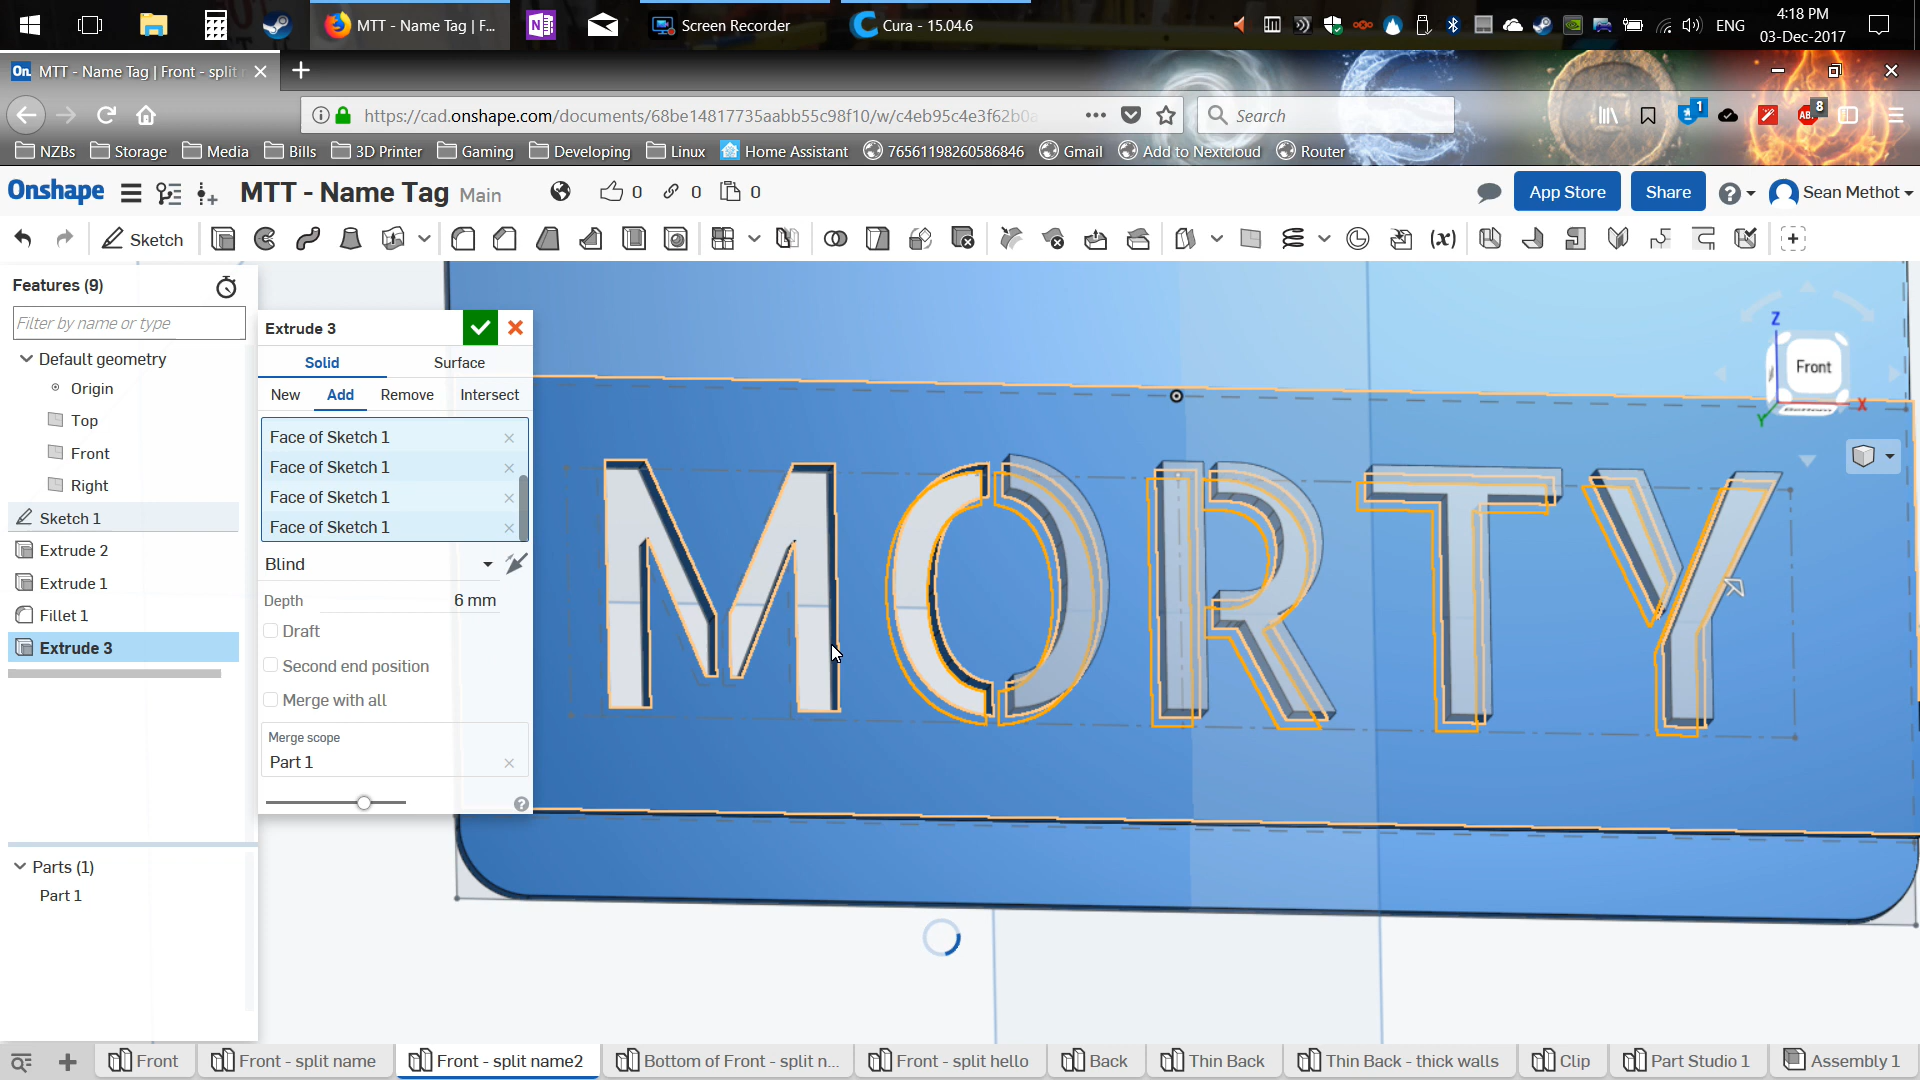 MTT - Name Tag | F...
Screen Recorder
Cura - 15.04.6
ENG
4:18 PM
03-Dec-2017
On MTT - Name Tag | Front - split
https://cad.onshape.com/documents/68be14817735aabb55c98f10/w/c4eb95c4e3f62b0a
Search
1
8
NZBs
Storage
Media
Bills
3D Printer
Gaming
Developing
Linux
Home Assistant
76561198260586846
Gmail
Add to Nextcloud
Router
Onshape
MTT - Name Tag Main
0
0
0
App Store
Share
Sean Methot
Sketch
(x)
Features (9)
Filter by name or type
Default geometry
Origin
Top
Front
Right
Sketch 1
Extrude 2
Extrude 1
Fillet 1
Extrude 3
Parts (1)
Part 1
Extrude 3
Solid
Surface
New
Add
Remove
Intersect
Face of Sketch 1
Face of Sketch 1
Face of Sketch 1
Face of Sketch 1
Blind
Depth 6 mm
Draft
Second end position
Merge with all
Merge scope
Part 1
MORTY
Z
Front
Bottom
X
Y
Front
Front - split name
Front - split name2
Bottom of Front - split n...
Front - split hello
Back
Thin Back
Thin Back - thick walls
Clip
Part Studio 1
Assembly 1